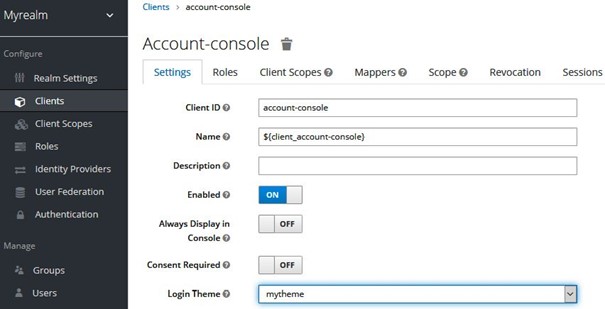 Myrealm
Configure
Realm Settings
Clients
Client Scopes
Roles
Identity Providers
User Federation
Authentication
Manage
Groups
Users
Clients > account-console
Account-console
Settings Roles Client Scopes Mappers Scope Revocation Sessions
Client ID account-console
Name ${client_account-console}
Description
Enabled ON
Always Display in
Console OFF
Consent Required OFF
Login Theme mytheme